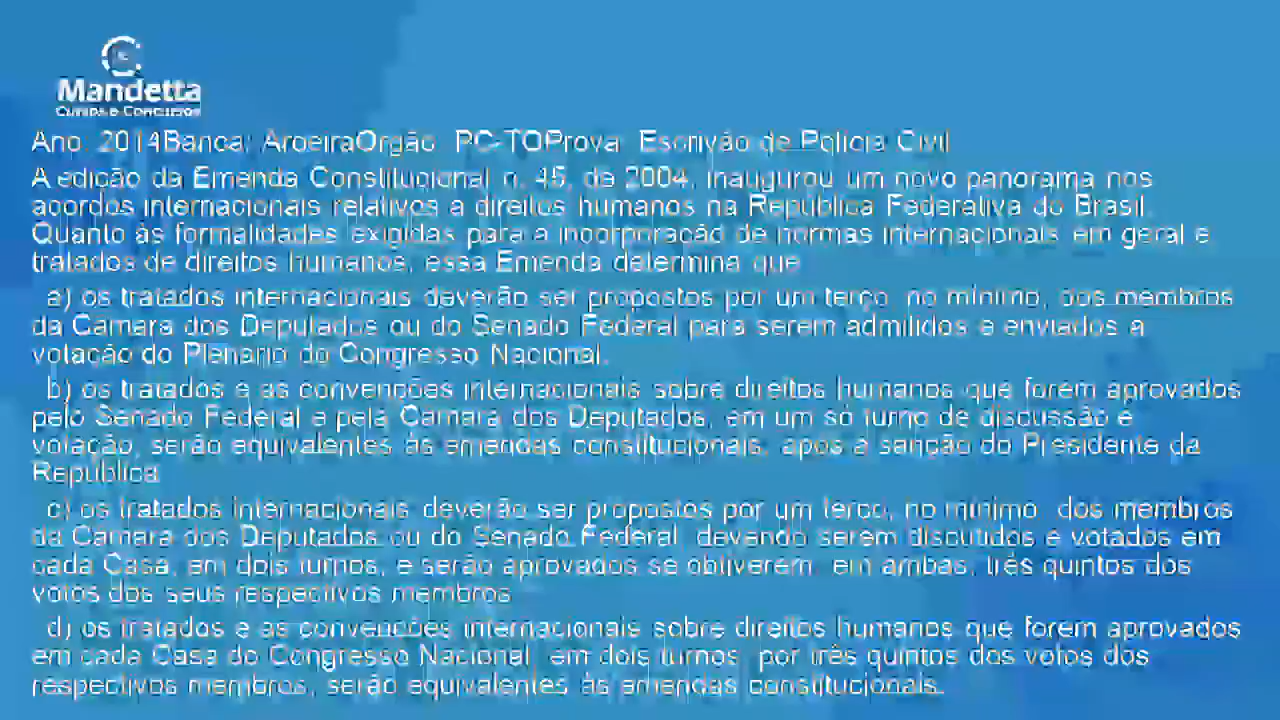 Mandetta
Cursos e Concursos
Ano: 2014Banca: AroeiraOrgão: PC-TOProva: Escrivão de Polícia Civil
A edição da Emenda Constitucional n. 45, de 2004, inaugurou um novo panorama nos
acordos internacionais relativos a direitos humanos na República Federativa do Brasil.
Quanto às formalidades exigidas para a incorporação de normas internacionais em geral e
tratados de direitos humanos, essa Emenda determina que
a) os tratados internacionais deverão ser propostos por um terço, no mínimo, dos membros
da Câmara dos Deputados ou do Senado Federal para serem admitidos e enviados a
votação do Plenário do Congresso Nacional.
b) os tratados e as convenções internacionais sobre direitos humanos que forem aprovados
pelo Senado Federal e pela Câmara dos Deputados, em um só turno de discussão e
votação, serão equivalentes às emendas constitucionais, após a sanção do Presidente da
República
c) os tratados internacionais deverão ser propostos por um terço, no mínimo, dos membros
da Câmara dos Deputados ou do Senado Federal, devendo serem discutidos e votados em
cada Casa, em dois turnos, e serão aprovados se obtiverem, em ambas, três quintos dos
votos dos seus respectivos membros
d) os tratados e as convenções internacionais sobre direitos humanos que forem aprovados
em cada Casa do Congresso Nacional, em dois turnos, por três quintos dos votos dos
respectivos membros, serão equivalentes às emendas constitucionais.